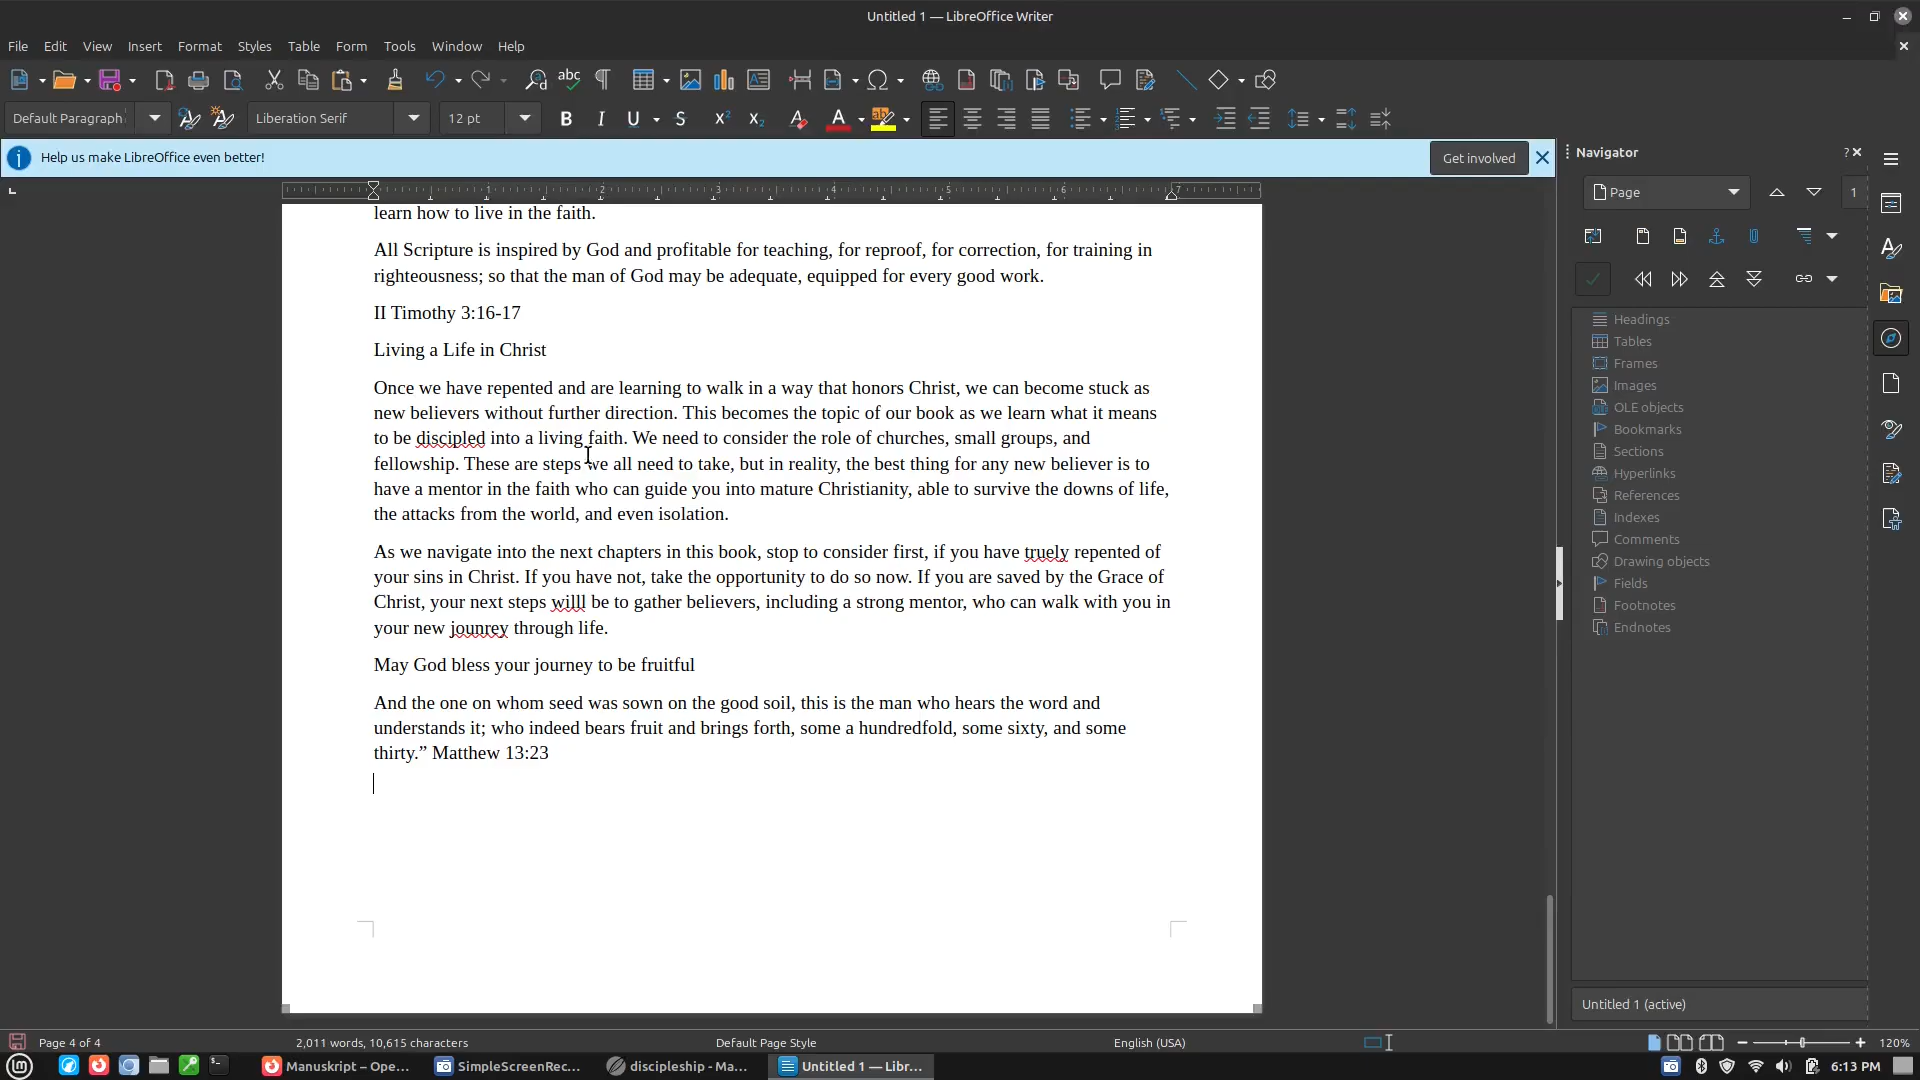 Untitled 1 — LibreOffice Writer
File Edit View Insert Format Styles Table Form Tools Window Help
Default Paragraph Liberation Serif 12 pt
Help us make LibreOffice even better! Get involved
Navigator
Page 1
1 2 3 4 5 6 7
learn how to live in the faith.
All Scripture is inspired by God and profitable for teaching, for reproof, for correction, for training in
righteousness; so that the man of God may be adequate, equipped for every good work.
II Timothy 3:16-17
Living a Life in Christ
Once we have repented and are learning to walk in a way that honors Christ, we can become stuck as
new believers without further direction. This becomes the topic of our book as we learn what it means
to be discipled into a living faith. We need to consider the role of churches, small groups, and
fellowship. These are steps we all need to take, but in reality, the best thing for any new believer is to
have a mentor in the faith who can guide you into mature Christianity, able to survive the downs of life,
the attacks from the world, and even isolation.
As we navigate into the next chapters in this book, stop to consider first, if you have truely repented of
your sins in Christ. If you have not, take the opportunity to do so now. If you are saved by the Grace of
Christ, your next steps willl be to gather believers, including a strong mentor, who can walk with you in
your new jounrey through life.
May God bless your journey to be fruitful
And the one on whom seed was sown on the good soil, this is the man who hears the word and
understands it; who indeed bears fruit and brings forth, some a hundredfold, some sixty, and some
thirty.” Matthew 13:23
Headings
Tables
Frames
Images
OLE objects
Bookmarks
Sections
Hyperlinks
References
Indexes
Comments
Drawing objects
Fields
Footnotes
Endnotes
Untitled 1 (active)
Page 4 of 4 2,011 words, 10,615 characters Default Page Style English (USA) 120%
Manuskript – Ope... SimpleScreenRec... discipleship - Ma... Untitled 1 — Libr... 6:13 PM